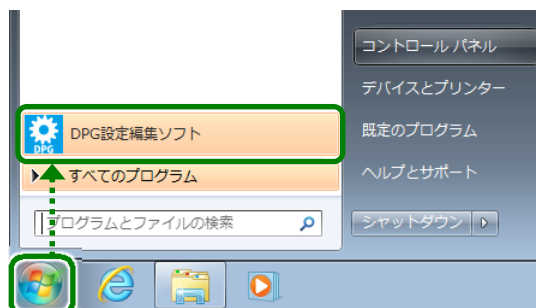 コントロール パネル
デバイスとプリンター
DPG設定編集ソフト
DPG
既定のプログラム
すべてのプログラム
ヘルプとサポート
プログラムとファイルの検索
シャットダウン